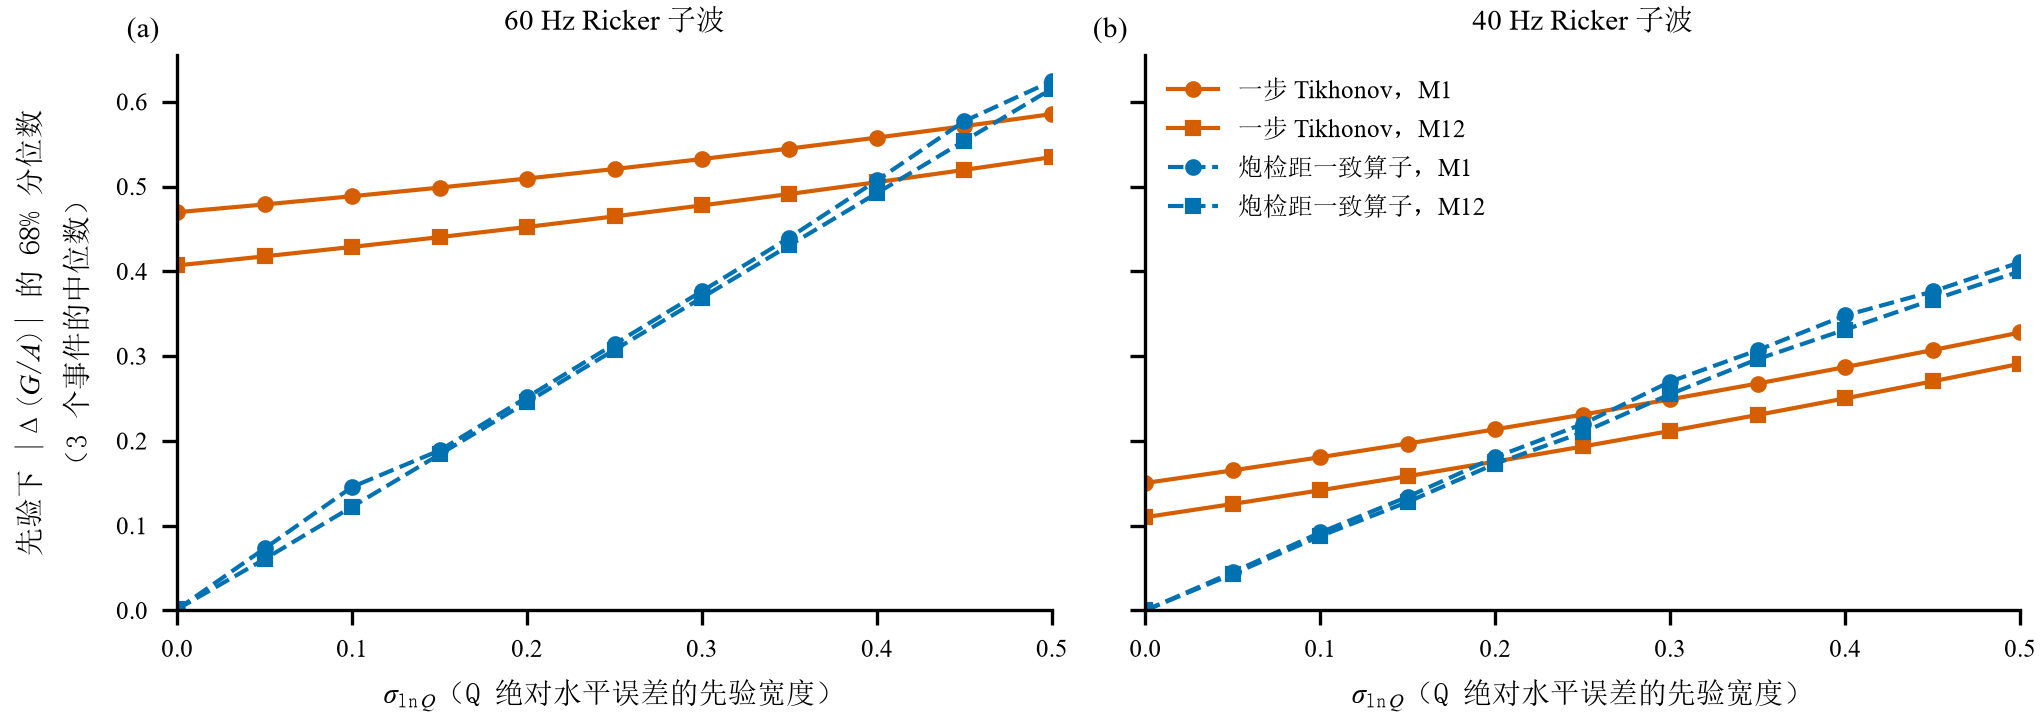 (a)
60 Hz Ricker 子波
先验下 |Δ(G/A)| 的 68% 分位数
（3 个事件的中位数）
0.6
0.5
0.4
0.3
0.2
0.1
0.0
0.0 0.1 0.2 0.3 0.4 0.5
σlnQ（Q 绝对水平误差的先验宽度）
(b)
40 Hz Ricker 子波
一步 Tikhonov，M1
一步 Tikhonov，M12
炮检距一致算子，M1
炮检距一致算子，M12
0.0 0.1 0.2 0.3 0.4 0.5
σlnQ（Q 绝对水平误差的先验宽度）